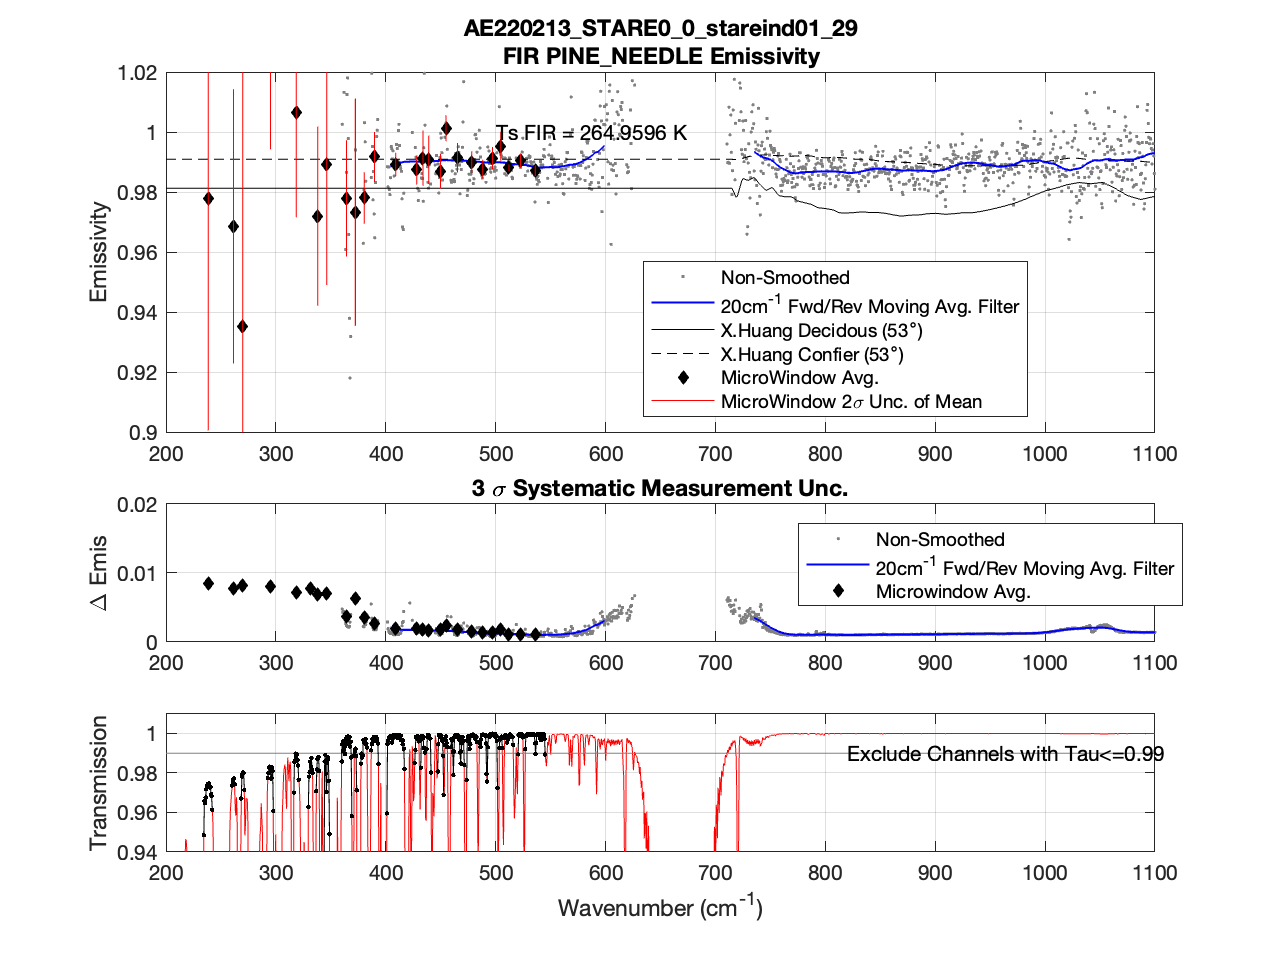 AE220213_STARE0_0_stareind01_29
FIR PINE_NEEDLE Emissivity
1.02
1
0.98
0.96
0.94
0.92
0.9
Emissivity
Ts FIR = 264.9596 K
Non-Smoothed
20cm-1 Fwd/Rev Moving Avg. Filter
X.Huang Decidous (53°)
X.Huang Confier (53°)
MicroWindow Avg.
MicroWindow 2σ Unc. of Mean
200 300 400 500 600 700 800 900 1000 1100
3 σ Systematic Measurement Unc.
0.02
0.01
0
Δ Emis
Non-Smoothed
20cm-1 Fwd/Rev Moving Avg. Filter
Microwindow Avg.
200 300 400 500 600 700 800 900 1000 1100
1
0.98
0.96
0.94
Transmission
Exclude Channels with Tau<=0.99
200 300 400 500 600 700 800 900 1000 1100
Wavenumber (cm-1)